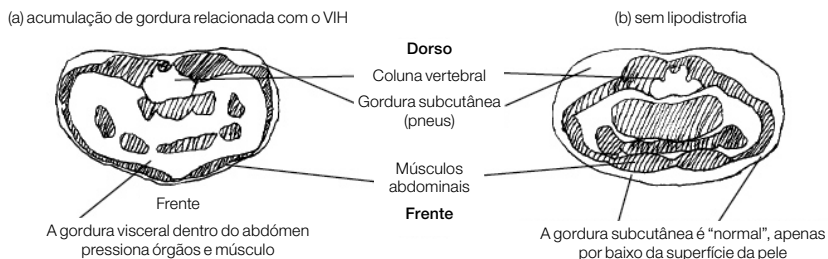 (a) acumulação de gordura relacionada com o VIH
(b) sem lipodistrofia
Dorso
Coluna vertebral
Gordura subcutânea
(pneus)
Músculos
abdominais
Frente
Frente
A gordura visceral dentro do abdómen
pressiona órgãos e músculo
A gordura subcutânea é “normal”, apenas
por baixo da superfície da pele